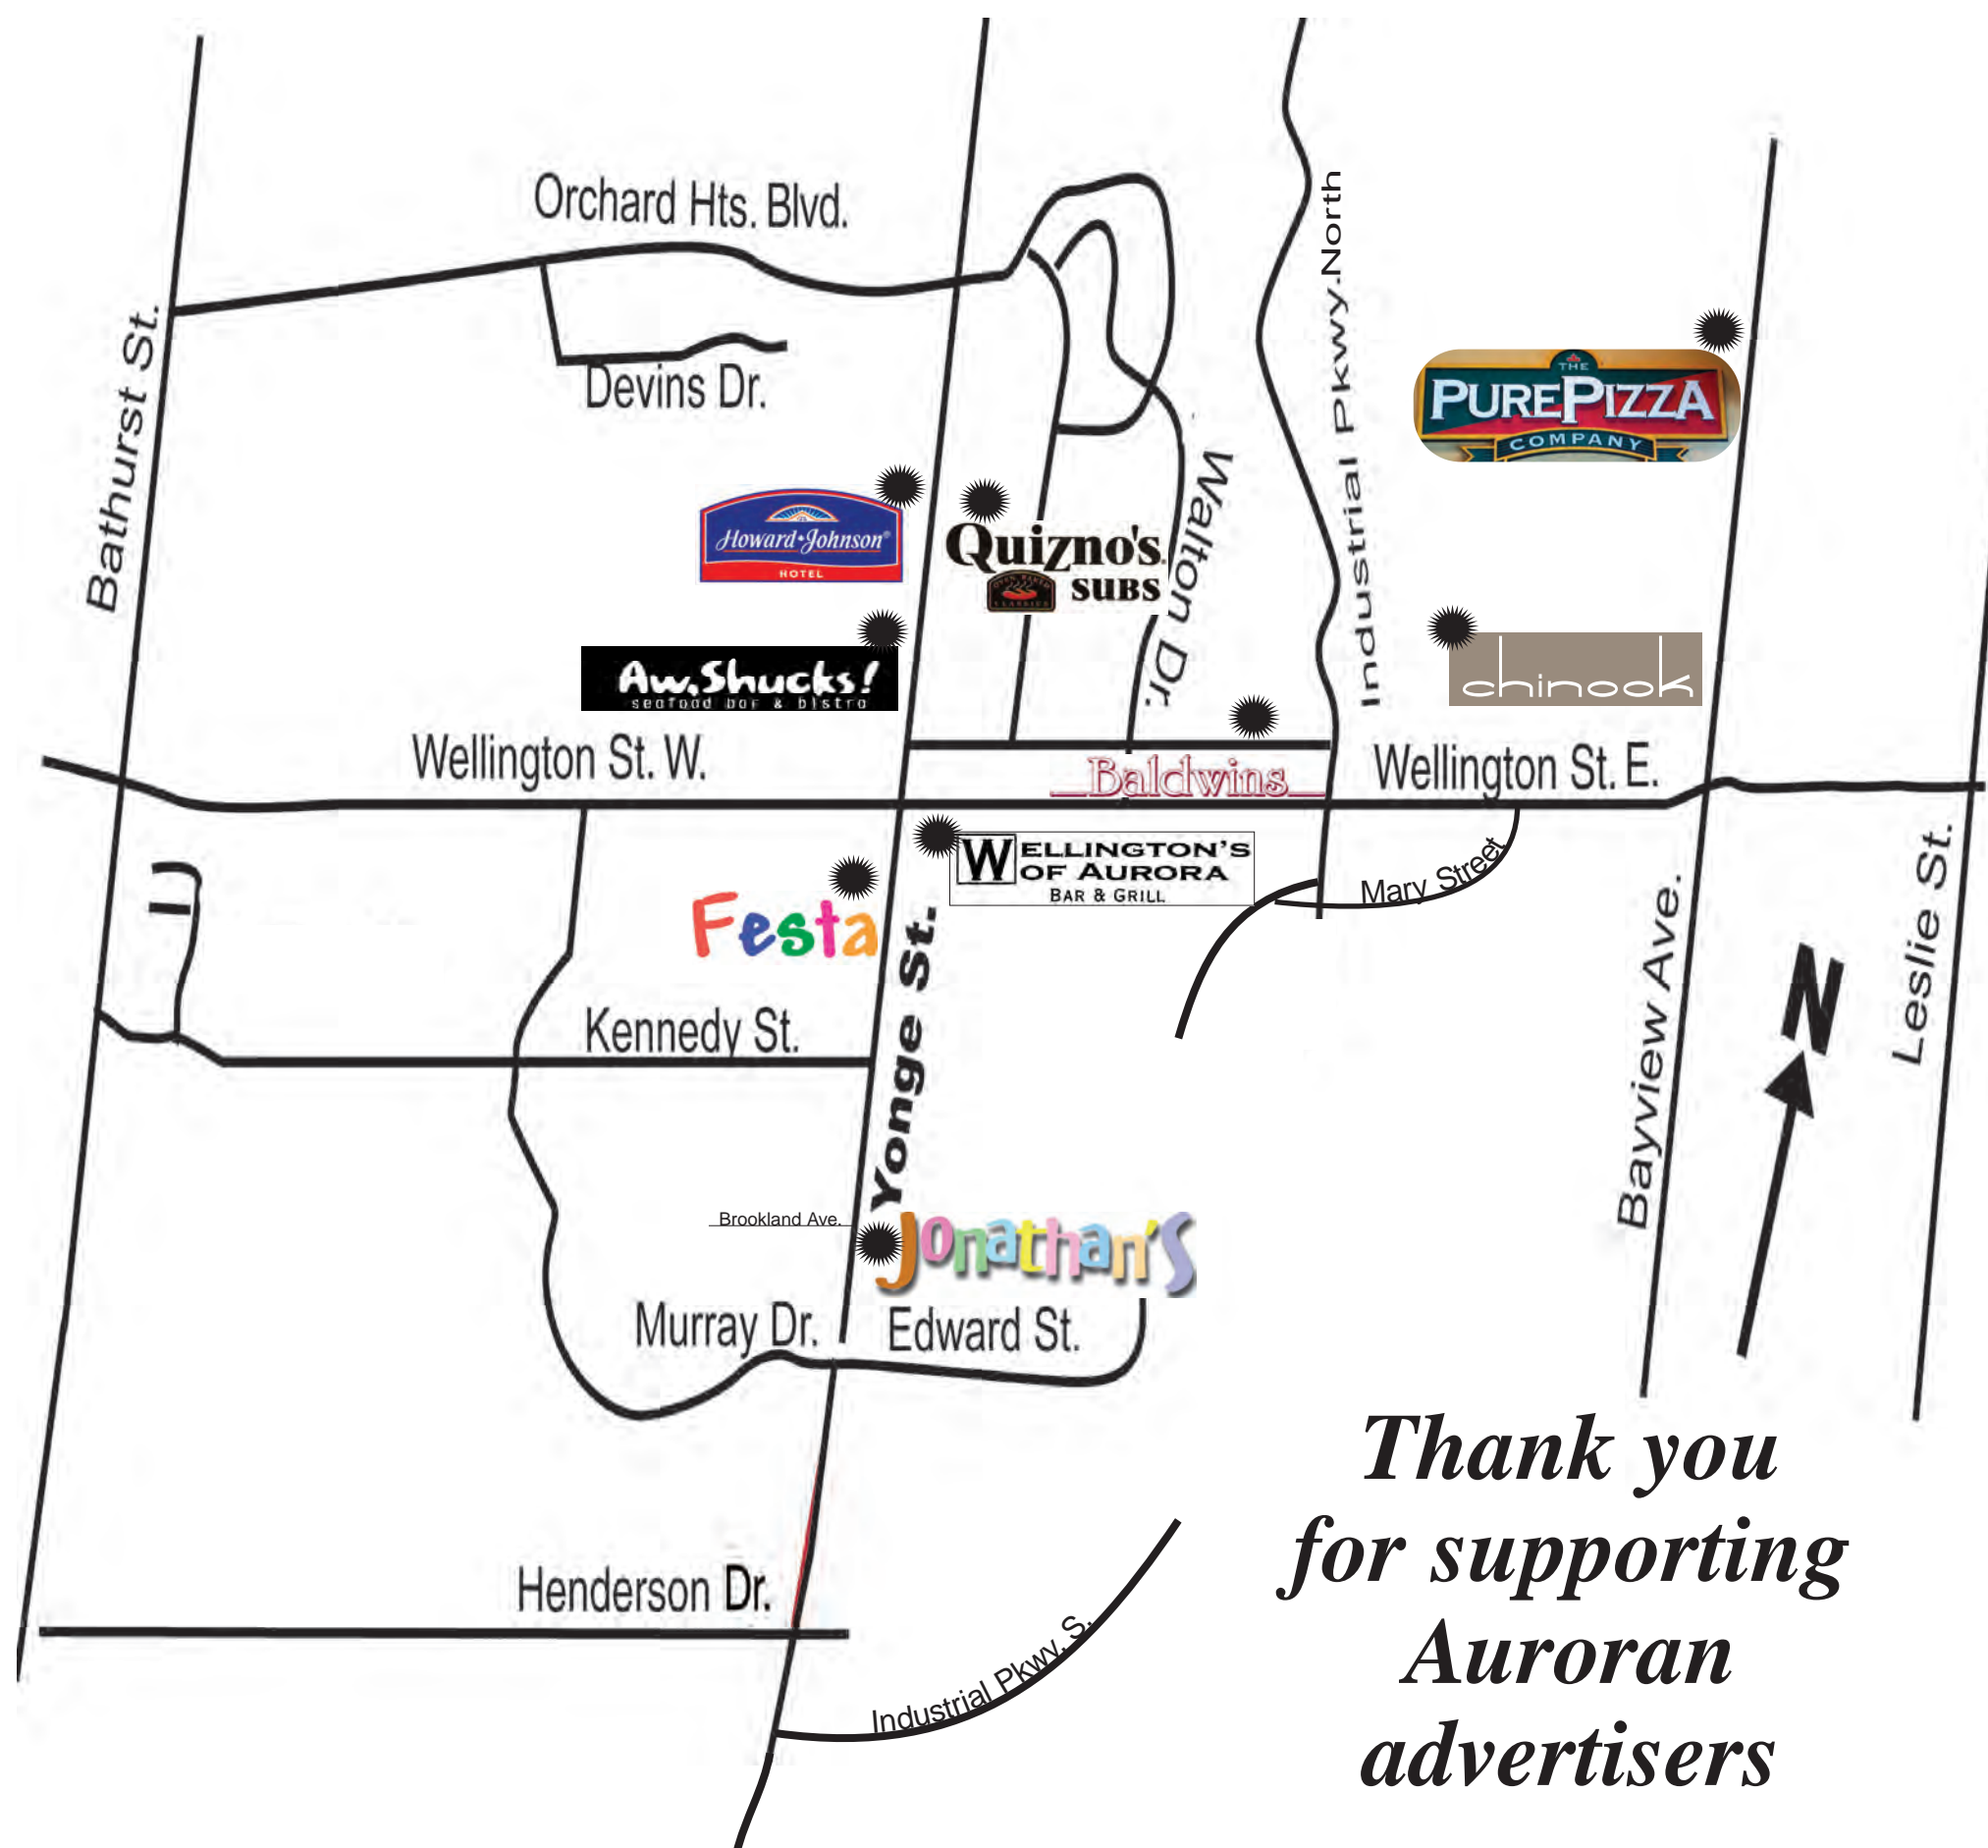 Orchard Hts. Blvd.
Industrial Pkwy.North
Bathurst St.
THE
PUREPIZZA
COMPANY
Devins Dr.
Walton Dr.
Howard·Johnson®
HOTEL
Quizno's
SUBS
CLASSICS
Aw,Shucks!
seafood bar & bistro
chinook
Wellington St. W.
Baldwins
Wellington St. E.
WELLINGTON'S
OF AURORA
BAR & GRILL
Mary Street
Leslie St.
Festa
Yonge St.
Bayview Ave.
N
Kennedy St.
Brookland Ave.
Jonathan's
Murray Dr.
Edward St.
Thank you
for supporting
Auroran
advertisers
Henderson Dr.
Industrial Pkwy. S.